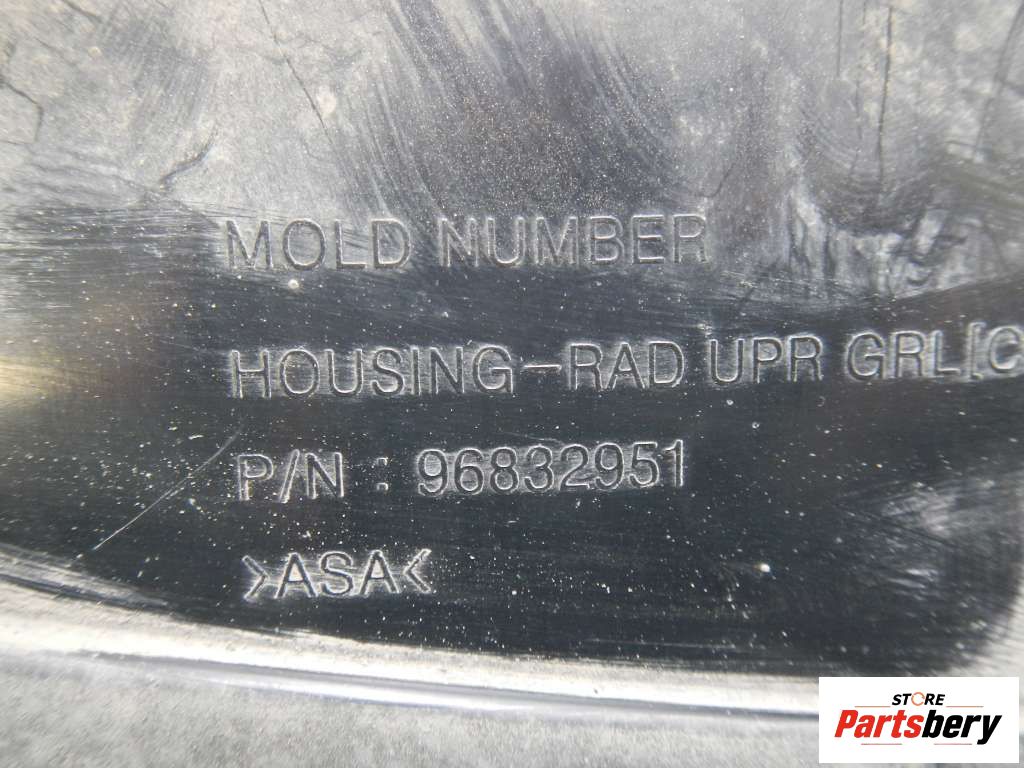 MOLD NUMBER
HOUSING-RAD UPR GRL[C
P/N : 96832951
>ASA<
STORE
Partsbery